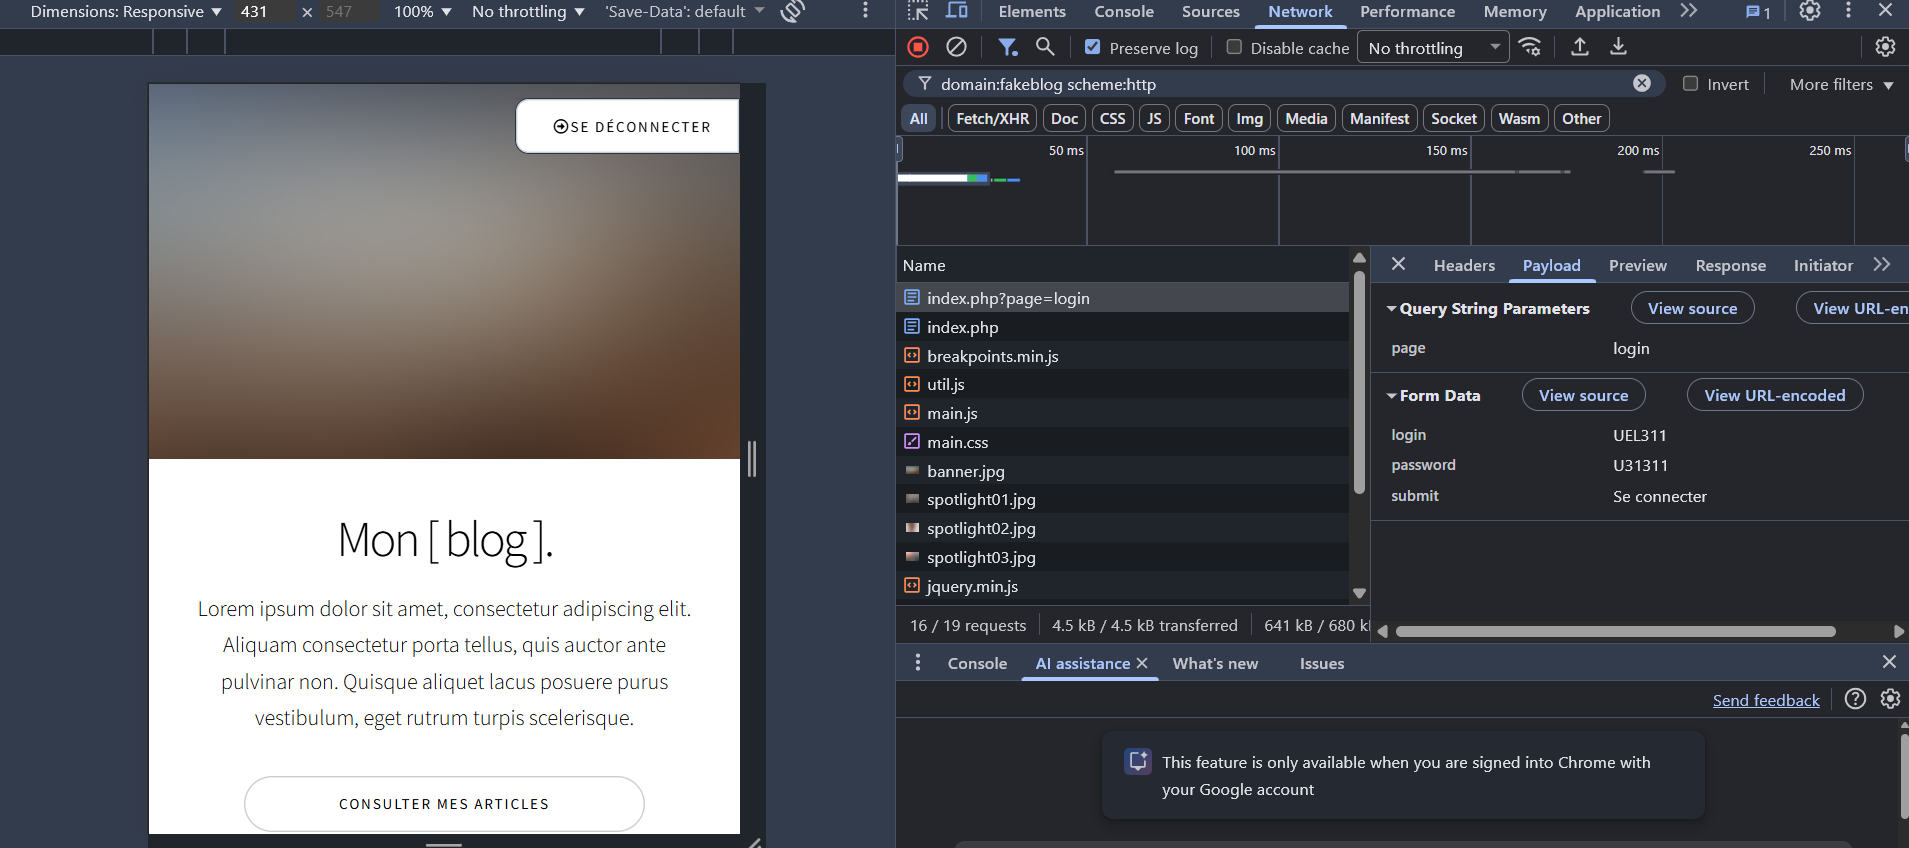 Dimensions: Responsive 431 × 547 100% No throttling 'Save-Data': default
SE DÉCONNECTER
Mon [ blog ].
Lorem ipsum dolor sit amet, consectetur adipiscing elit.
Aliquam consectetur porta tellus, quis auctor ante
pulvinar non. Quisque aliquet lacus posuere purus
vestibulum, eget rutrum turpis scelerisque.
CONSULTER MES ARTICLES
Elements Console Sources Network Performance Memory Application 1
Preserve log Disable cache No throttling
domain:fakeblog scheme:http Invert More filters
All Fetch/XHR Doc CSS JS Font Img Media Manifest Socket Wasm Other
50 ms 100 ms 150 ms 200 ms 250 ms
Name
index.php?page=login
index.php
breakpoints.min.js
util.js
main.js
main.css
banner.jpg
spotlight01.jpg
spotlight02.jpg
spotlight03.jpg
jquery.min.js
16 / 19 requests 4.5 kB / 4.5 kB transferred 641 kB / 680 k
Headers Payload Preview Response Initiator
Query String Parameters View source View URL-en
page login
Form Data View source View URL-encoded
login UEL311
password U31311
submit Se connecter
Console AI assistance What's new Issues
Send feedback
This feature is only available when you are signed into Chrome with
your Google account